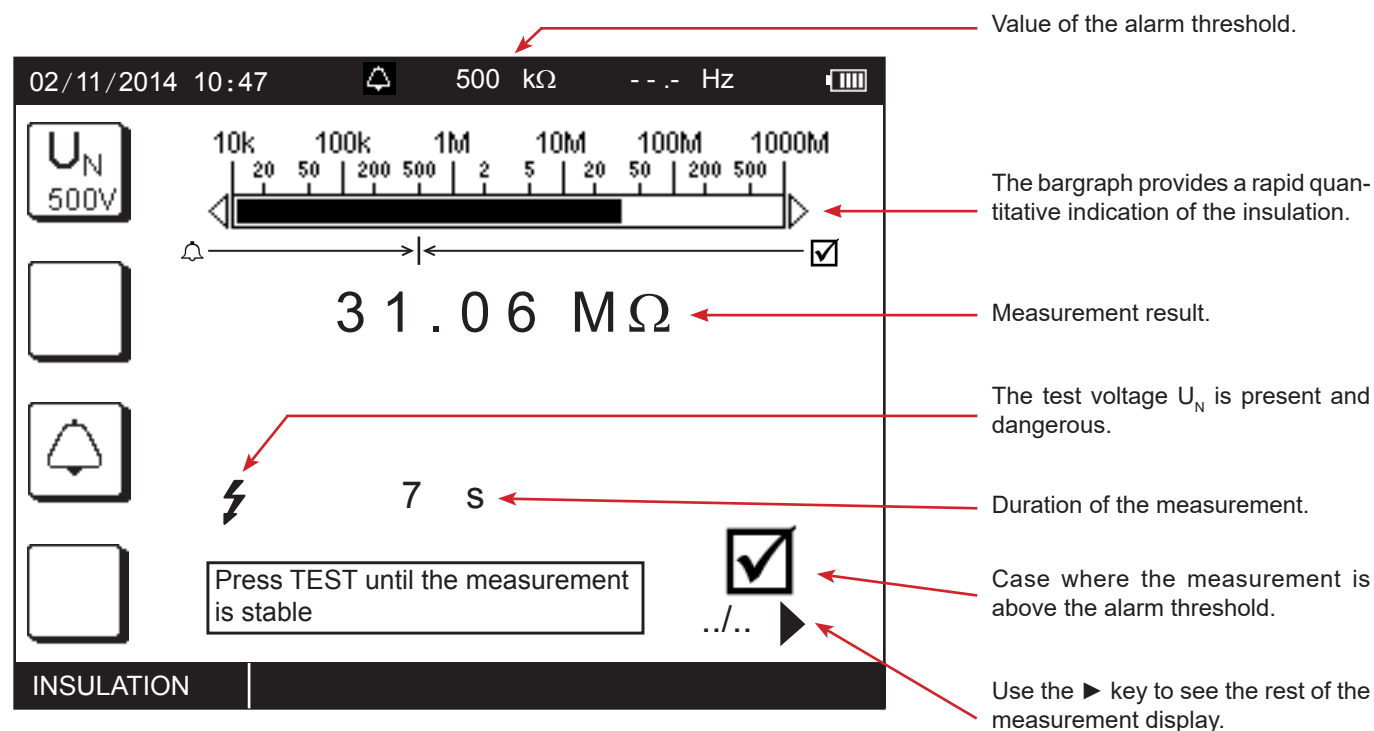 Value of the alarm threshold.
02/11/2014 10:47 500 kΩ - - .- Hz
UN
500V
10k 100k 1M 10M 100M 1000M
20 50 200 500 2 5 20 50 200 500
The bargraph provides a rapid quan-
titative indication of the insulation.
31.06 MΩ
Measurement result.
The test voltage UN is present and
dangerous.
7 s
Duration of the measurement.
Press TEST until the measurement
is stable
../.. ▶
Case where the measurement is
above the alarm threshold.
INSULATION
Use the ► key to see the rest of the
measurement display.